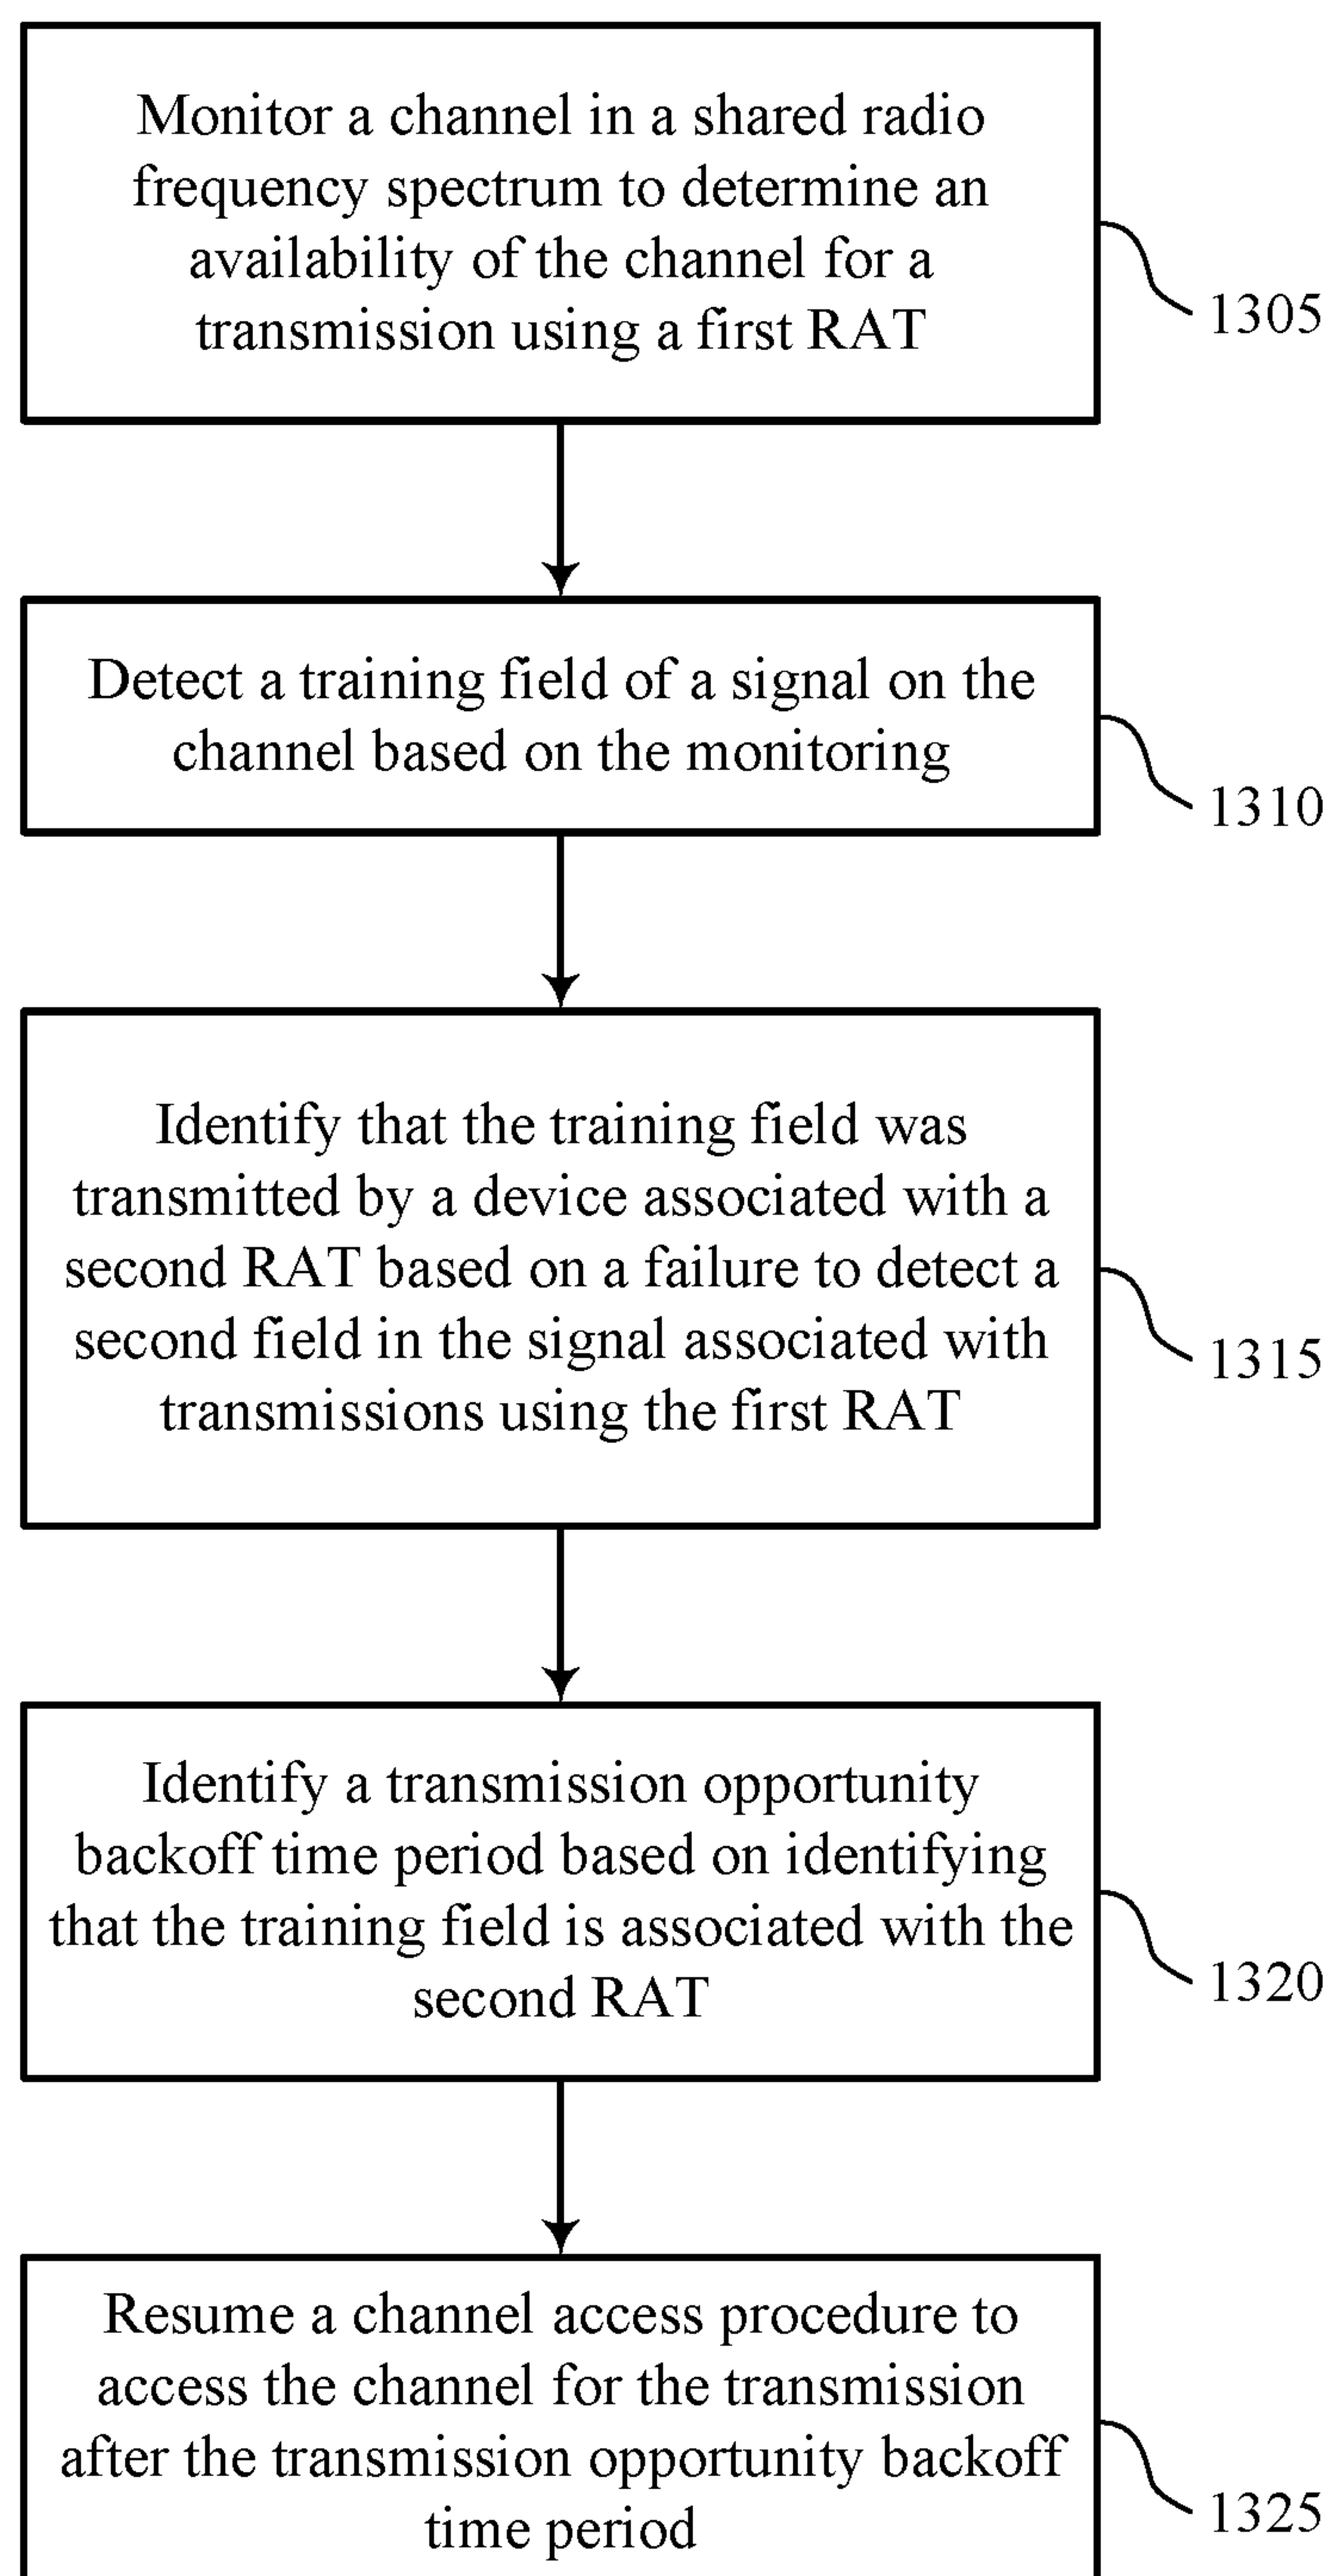 Monitor a channel in a shared radio
frequency spectrum to determine an
availability of the channel for a
transmission using a first RAT
1305
Detect a training field of a signal on the
channel based on the monitoring
1310
Identify that the training field was
transmitted by a device associated with a
second RAT based on a failure to detect a
second field in the signal associated with
transmissions using the first RAT
1315
Identify a transmission opportunity
backoff time period based on identifying
that the training field is associated with the
second RAT
1320
Resume a channel access procedure to
access the channel for the transmission
after the transmission opportunity backoff
time period
1325